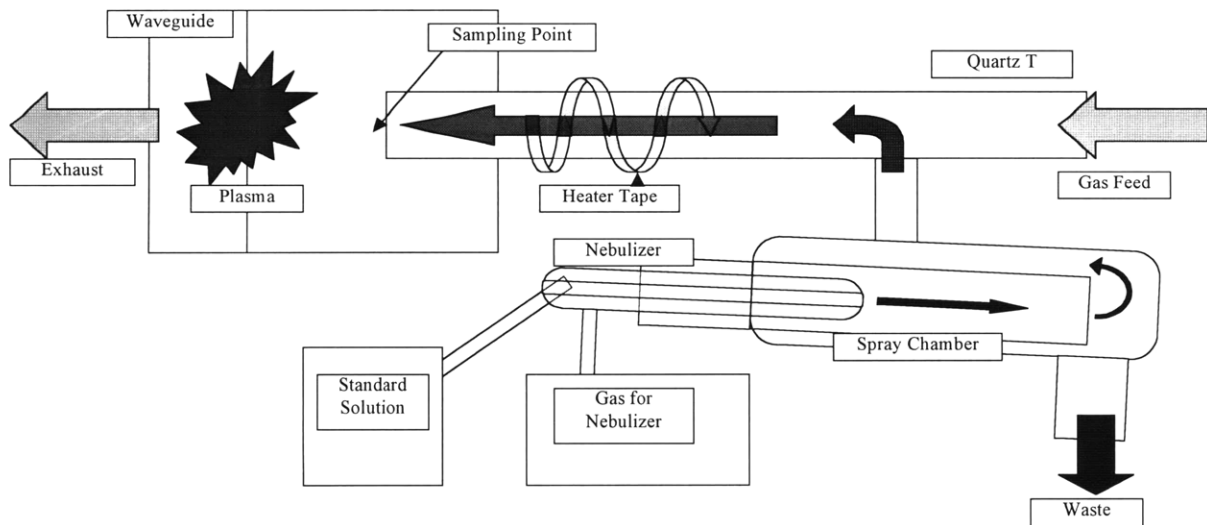 Waveguide
Sampling Point
Quartz T
Exhaust
Plasma
Heater Tape
Gas Feed
Nebulizer
Spray Chamber
Standard
Solution
Gas for
Nebulizer
Waste